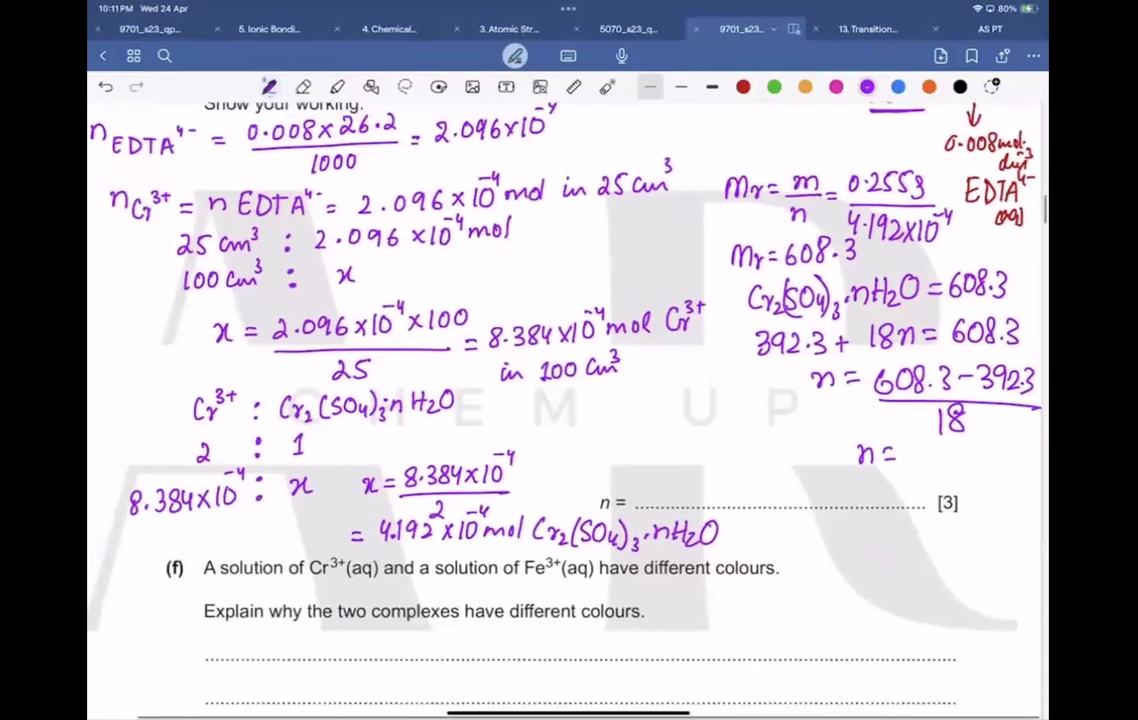 10:11PM Wed 24 Apr
80%
9701_s23_qp...
5. Ionic Bondi...
4. Chemical...
3. Atomic Str...
5070_s23_q...
9701_s23...
13. Transition...
AS PT
Show your working.
n EDTA⁴⁻ = 0.008 × 26.2 / 1000 = 2.096 × 10⁻⁴
n Cr³⁺ = n EDTA⁴⁻ = 2.096 × 10⁻⁴ mol in 25 cm³
25 cm³ : 2.096 × 10⁻⁴ mol
100 cm³ : x
x = 2.096 × 10⁻⁴ × 100 / 25 = 8.384 × 10⁻⁴ mol Cr³⁺
in 100 cm³
Cr³⁺ : Cr₂(SO₄)₃·nH₂O
2 : 1
8.384 × 10⁻⁴ : x
x = 8.384 × 10⁻⁴ / 2
= 4.192 × 10⁻⁴ mol Cr₂(SO₄)₃·nH₂O
0.008 mol
dm⁻³
EDTA⁴⁻
(aq)
Mr = m / n = 0.2553 / 4.192 × 10⁻⁴
Mr = 608.3
Cr₂(SO₄)₃·nH₂O = 608.3
392.3 + 18n = 608.3
n = 608.3 − 392.3 / 18
n =
n = ........................................ [3]
(f) A solution of Cr³⁺(aq) and a solution of Fe³⁺(aq) have different colours.
Explain why the two complexes have different colours.
CHEM UP